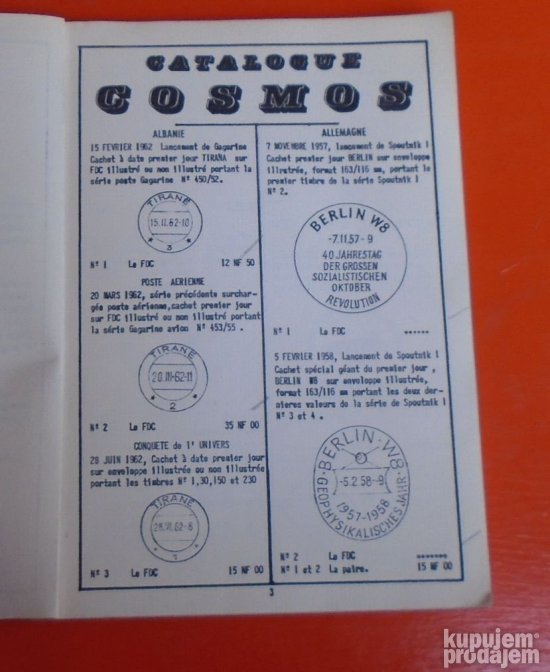 CATALOGUE
COSMOS
ALBANIE
15 FEVRIER 1962 Lancement de Gagarine
Cachet à date premier jour TIRANA sur
FDC illustré ou non illustré portant la
série poste Gagarine N° 450/52.
TIRANE
15.II.62-10
3
N° 1 Le FDC 12 NF 50
POSTE AERIENNE
20 MARS 1962, série précédente surchar-
gée poste aérienne,cachet premier jour
sur FDC illustré ou non illustré portant
la série Gagarine avion N° 453/55.
TIRANE
20.III-62-11
2
N° 2 Le FDC 35 NF 00
CONQUETE de l' UNIVERS
28 JUIN 1962, Cachet à date premier jour
sur enveloppe illustrée ou non illustrée
portant les timbres N° 1,30,150 et 230
TIRANE
28.VI.62-8
1
N° 3 Le FDC 15 NF 00
ALLEMAGNE
7 NOVEMBRE 1957, lancement de Spoutnik I
Cachet premier jour BERLIN sur enveloppe
illustrée, format 163/116 mm, portant le
premier timbre de la série Spoutnik I
N° 2.
BERLIN W8
-7.11.57-9
40 JAHRESTAG
DER GROSSEN
SOZIALISTISCHEN
OKTOBER
REVOLUTION
N° 1 Le FDC ......
5 FEVRIER 1958, Lancement de Spoutnik I
Cachet spécial géant du premier jour ,
BERLIN W8 sur enveloppe illustrée,
format 163/116 mm portant les deux der-
nieres valeurs de la série de Spoutnik I
N° 3 et 4 .
BERLIN·W8
-5.2.58-9
1957-1958
GEOPHYSIKALISCHES JAHR
N° 2 Le FDC .......
N° 1 et 2 La paire. 15 NF 00
3
kupujem
prodajem